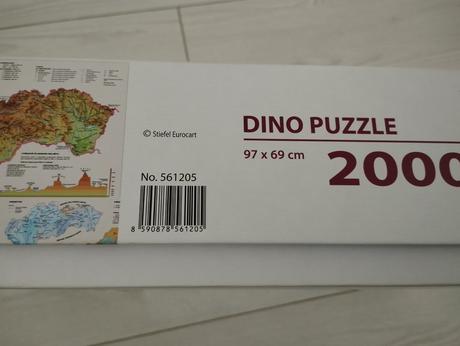 © Stiefel Eurocart
DINO PUZZLE
97 x 69 cm
2000
No. 561205
8 590878 561205